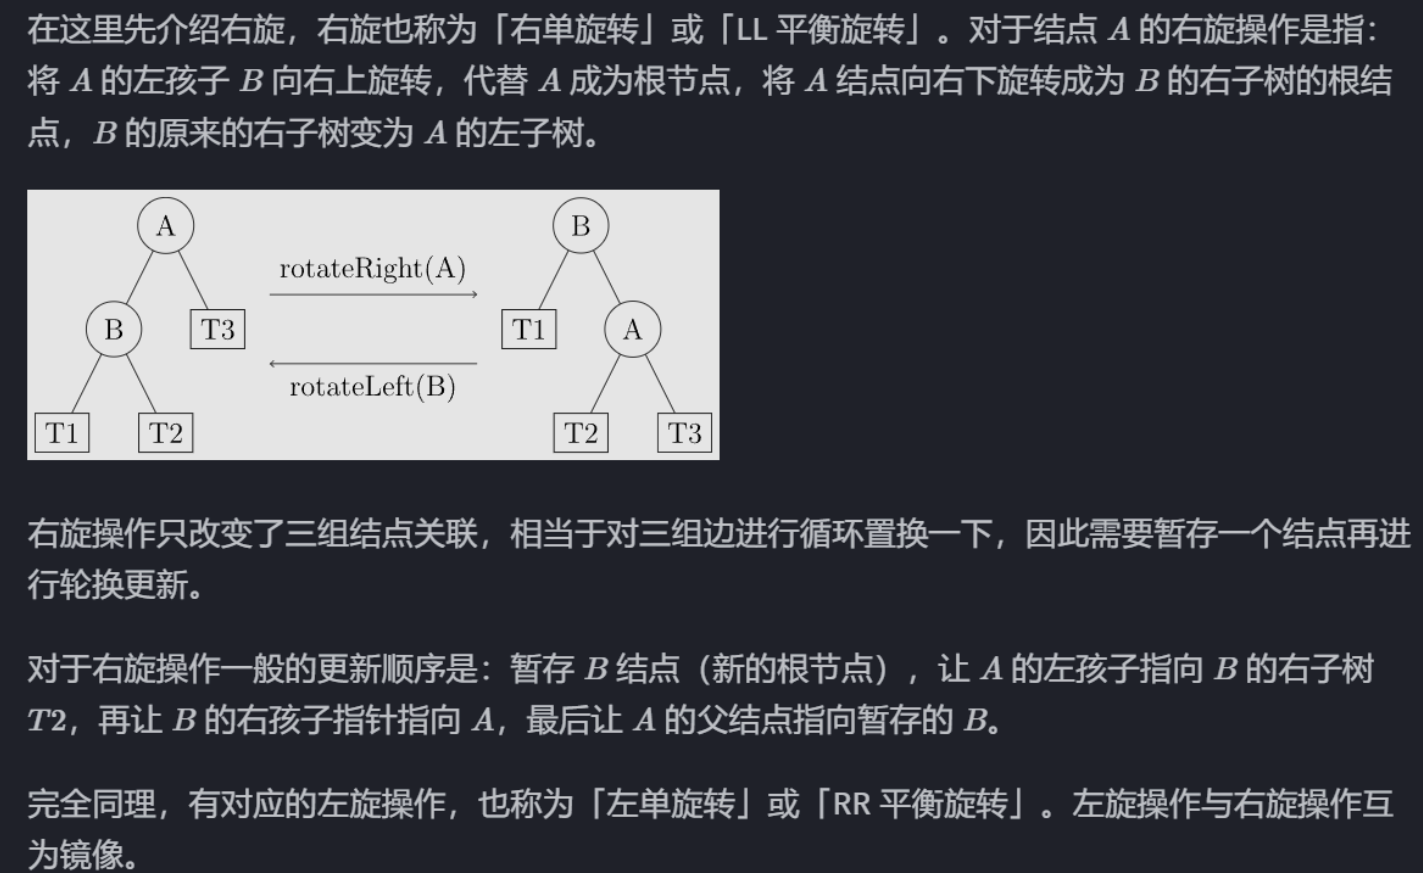 在这里先介绍右旋，右旋也称为「右单旋转」或「LL 平衡旋转」。对于结点 A 的右旋操作是指：
将 A 的左孩子 B 向右上旋转，代替 A 成为根节点，将 A 结点向右下旋转成为 B 的右子树的根结
点，B 的原来的右子树变为 A 的左子树。
A
B
rotateRight(A)
B
T3
T1
A
rotateLeft(B)
T1
T2
T2
T3
右旋操作只改变了三组结点关联，相当于对三组边进行循环置换一下，因此需要暂存一个结点再进
行轮换更新。
对于右旋操作一般的更新顺序是：暂存 B 结点（新的根节点），让 A 的左孩子指向 B 的右子树
T2，再让 B 的右孩子指针指向 A，最后让 A 的父结点指向暂存的 B。
完全同理，有对应的左旋操作，也称为「左单旋转」或「RR 平衡旋转」。左旋操作与右旋操作互
为镜像。